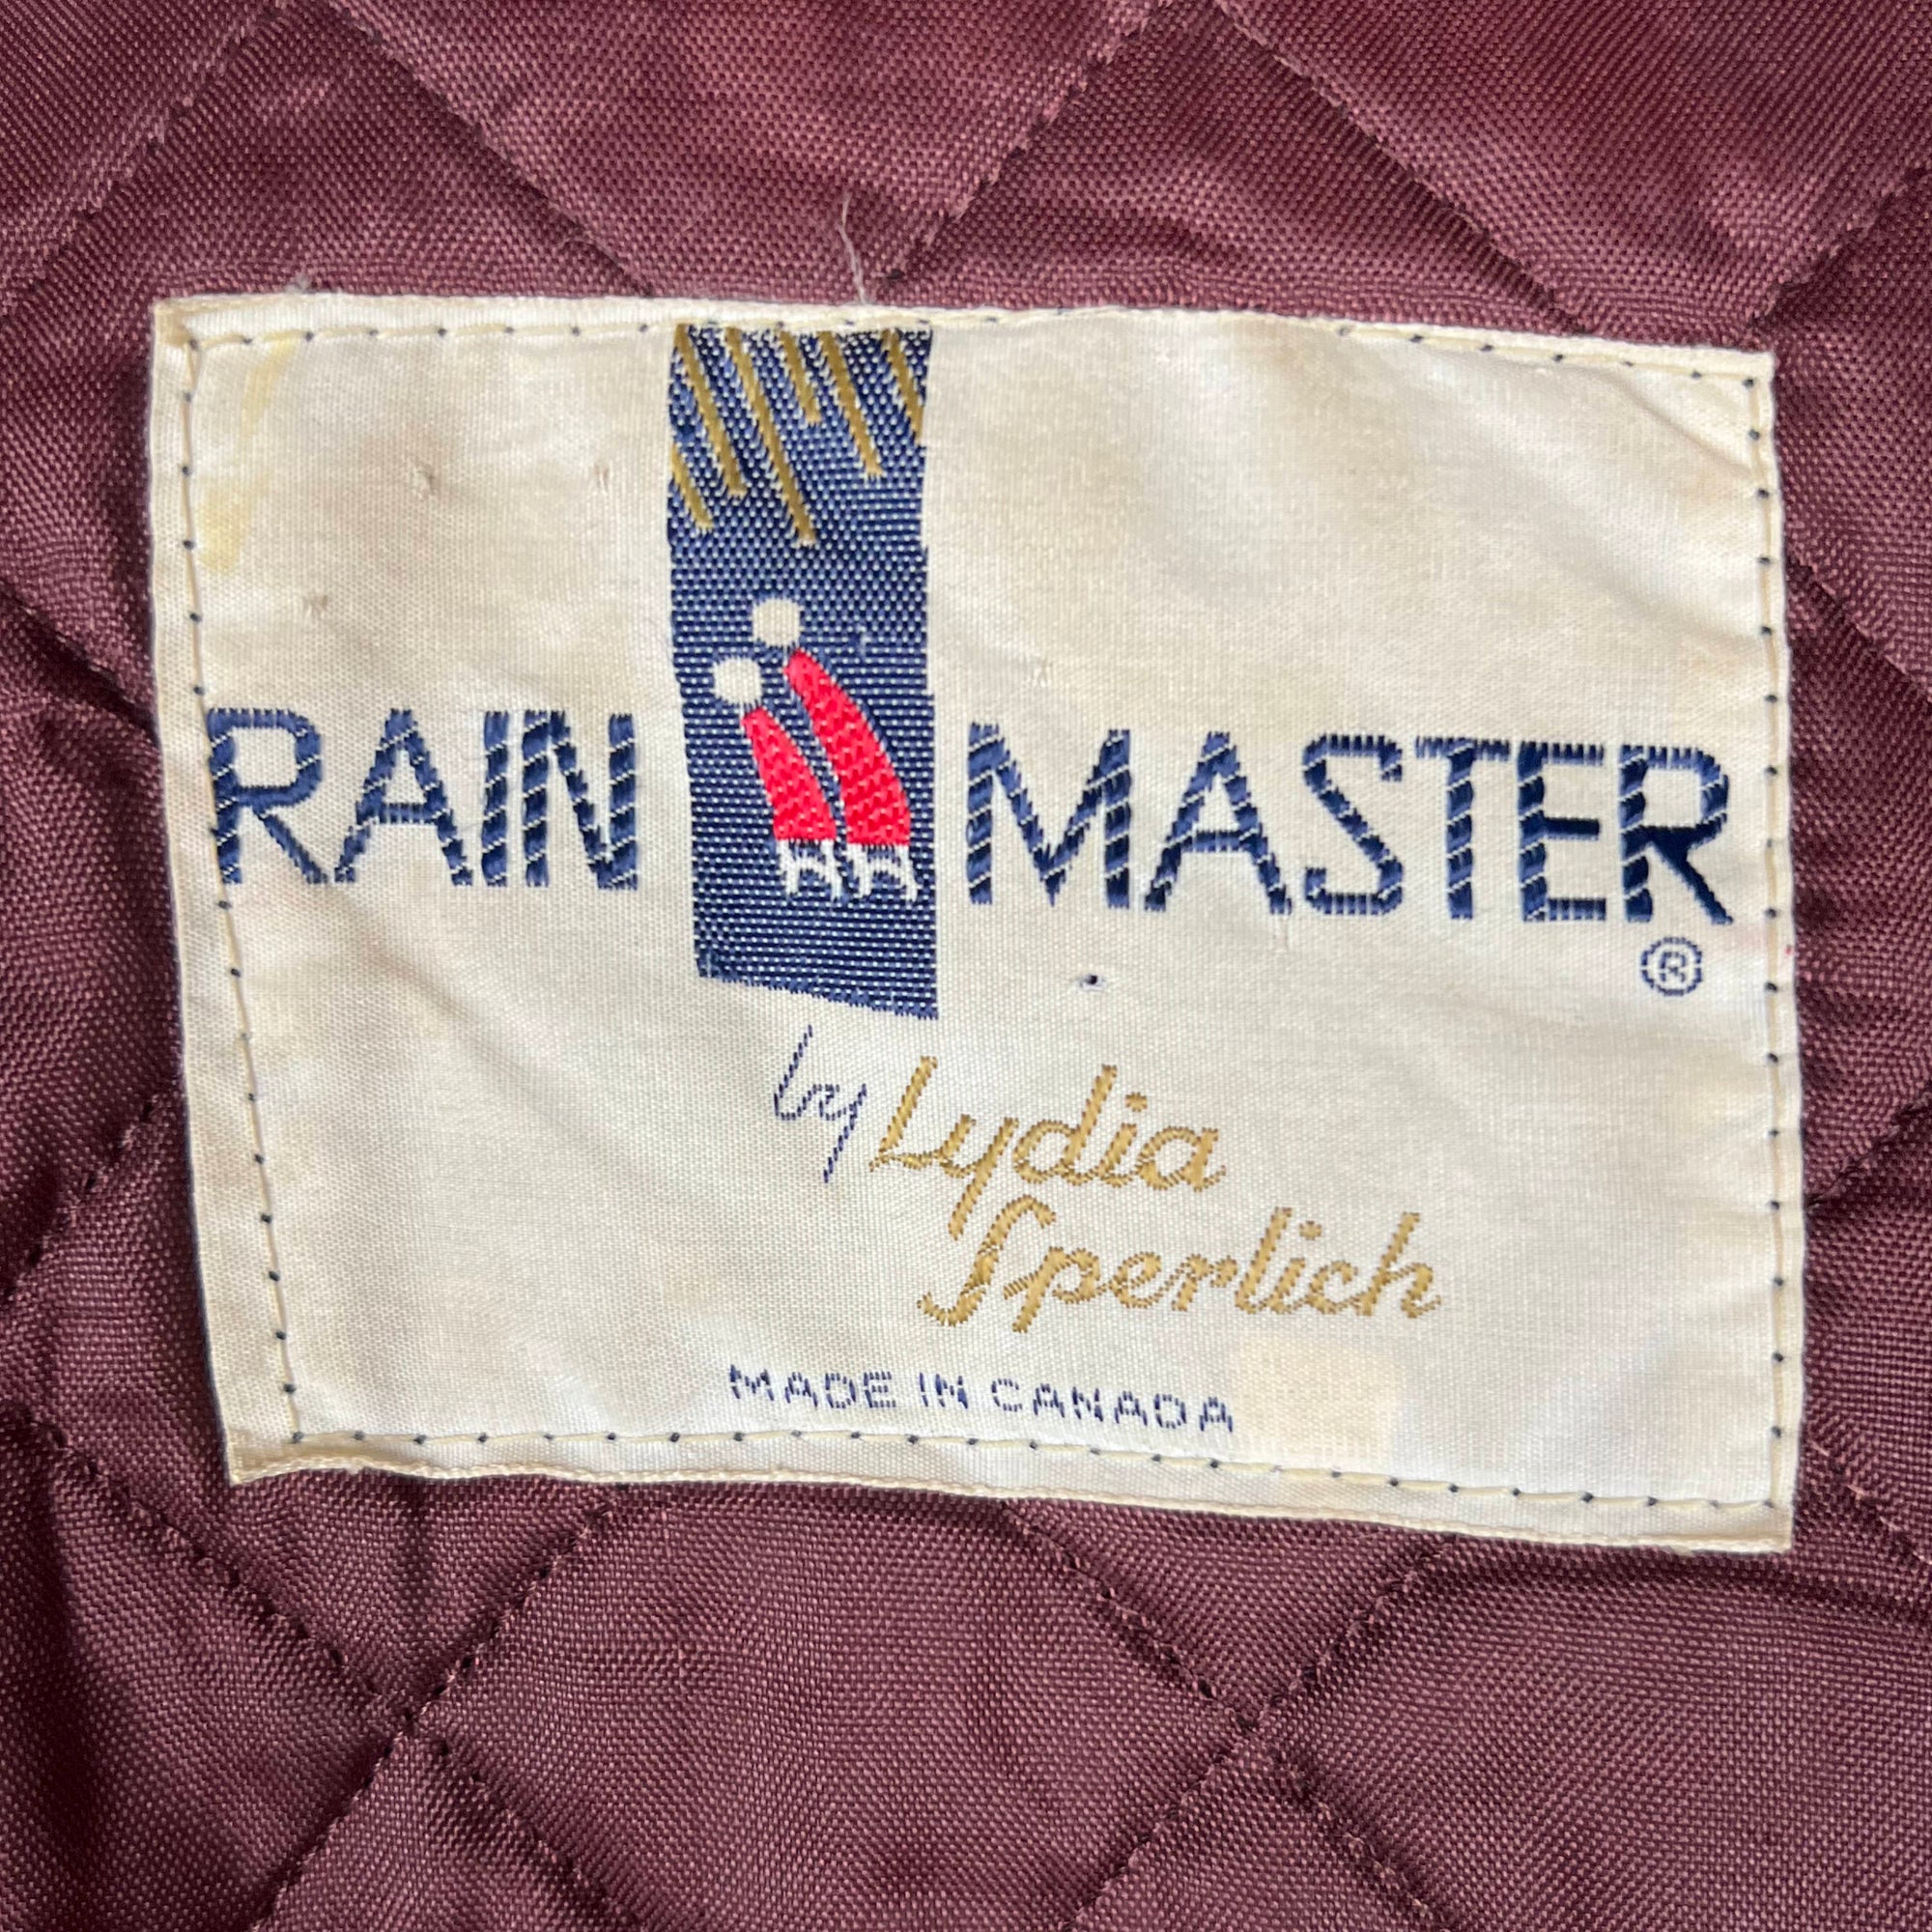 RAIN MASTER®
by Lydia
Sperlich
MADE IN CANADA